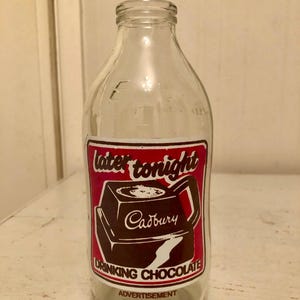 later tonight
Cadbury
DRINKING CHOCOLATE
ADVERTISEMENT